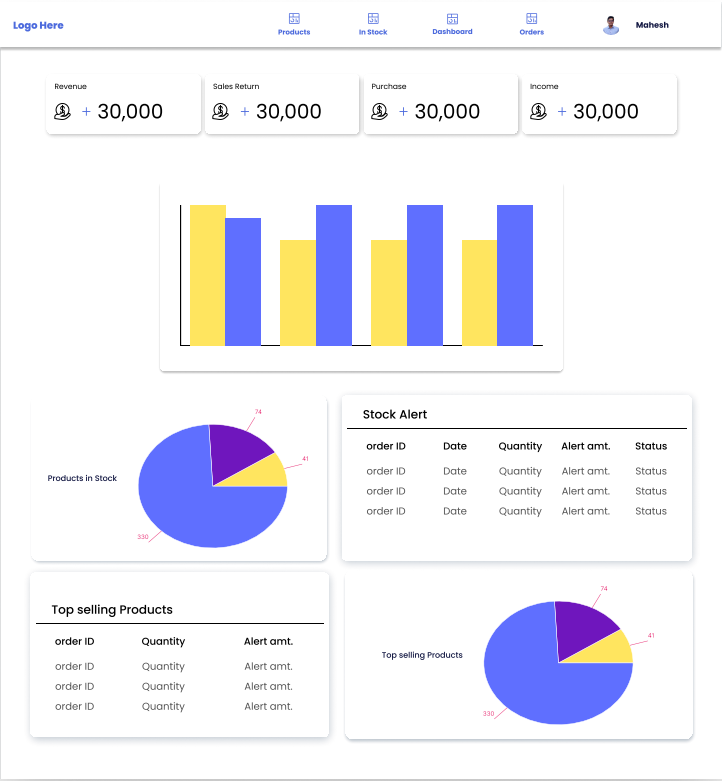 Logo Here
Products
In Stock
Dashboard
Orders
Mahesh
Revenue
+ 30,000
Sales Return
+ 30,000
Purchase
+ 30,000
Income
+ 30,000
Products in Stock
74
41
330
Stock Alert
order ID Date Quantity Alert amt. Status
order ID Date Quantity Alert amt. Status
order ID Date Quantity Alert amt. Status
order ID Date Quantity Alert amt. Status
Top selling Products
order ID Quantity Alert amt.
order ID Quantity Alert amt.
order ID Quantity Alert amt.
order ID Quantity Alert amt.
Top selling Products
74
41
330